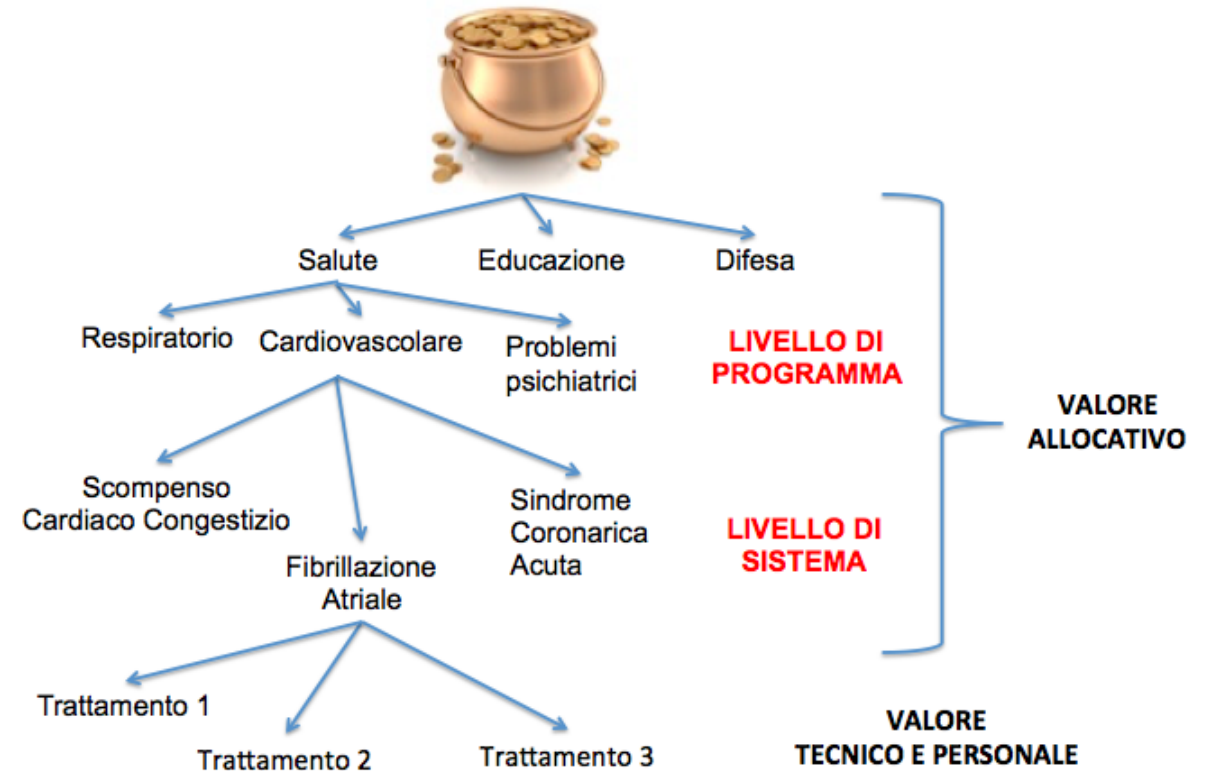 Salute
Educazione
Difesa
Respiratorio
Cardiovascolare
Problemi
psichiatrici
LIVELLO DI
PROGRAMMA
VALORE
ALLOCATIVO
Scompenso
Cardiaco Congestizio
Sindrome
Coronarica
Acuta
LIVELLO DI
SISTEMA
Fibrillazione
Atriale
Trattamento 1
Trattamento 2
Trattamento 3
VALORE
TECNICO E PERSONALE